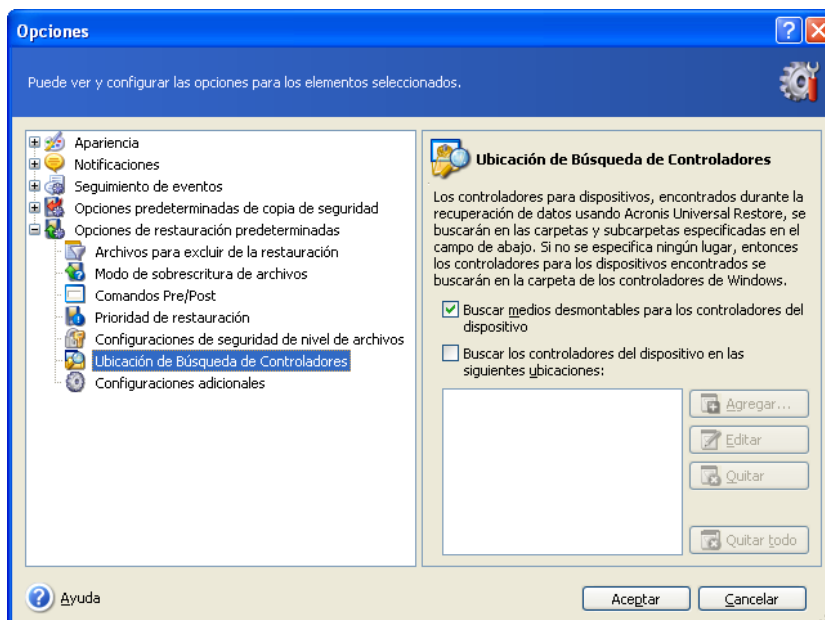 Opciones
Puede ver y configurar las opciones para los elementos seleccionados.
Apariencia
Notificaciones
Seguimiento de eventos
Opciones predeterminadas de copia de seguridad
Opciones de restauración predeterminadas
Archivos para excluir de la restauración
Modo de sobrescritura de archivos
Comandos Pre/Post
Prioridad de restauración
Configuraciones de seguridad de nivel de archivos
Ubicación de Búsqueda de Controladores
Configuraciones adicionales
Ubicación de Búsqueda de Controladores
Los controladores para dispositivos, encontrados durante la
recuperación de datos usando Acronis Universal Restore, se
buscarán en las carpetas y subcarpetas especificadas en el
campo de abajo. Si no se especifica ningún lugar, entonces
los controladores para los dispositivos encontrados se
buscarán en la carpeta de los controladores de Windows.
Buscar medios desmontables para los controladores del
dispositivo
Buscar los controladores del dispositivo en las
siguientes ubicaciones:
Agregar...
Editar
Quitar
Quitar todo
Ayuda
Aceptar
Cancelar